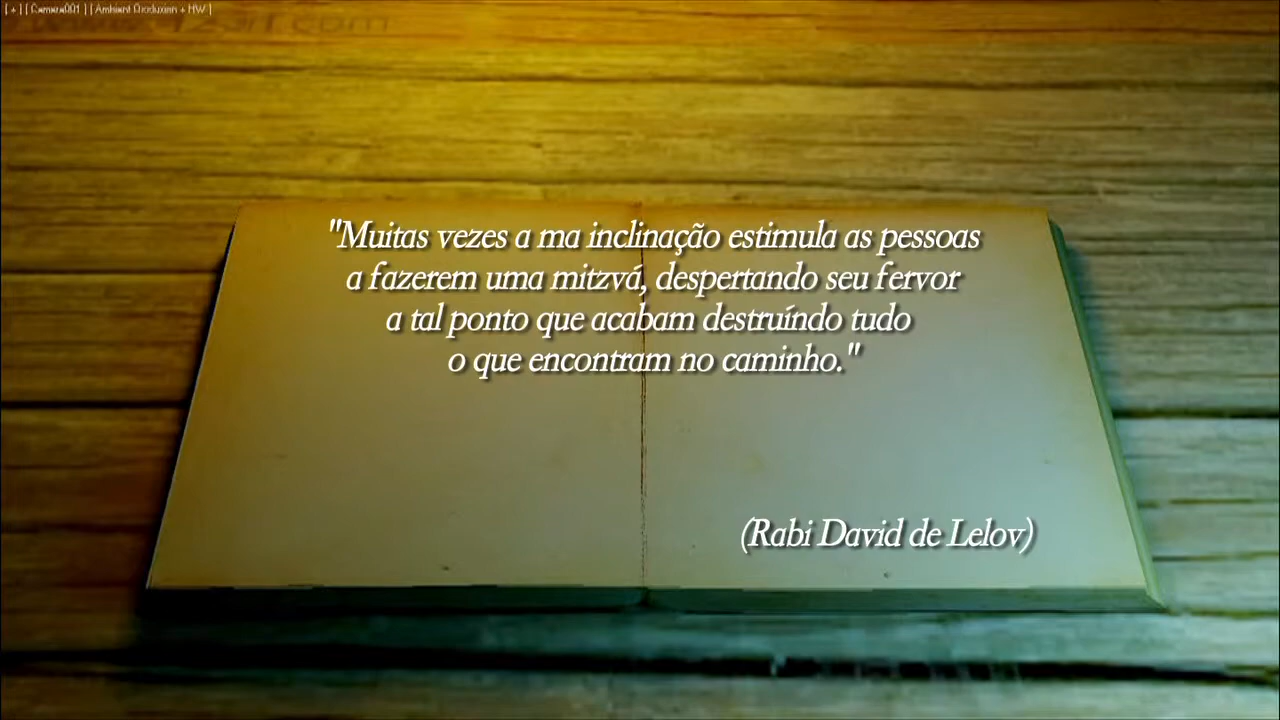 "Muitas vezes a ma inclinação estimula as pessoas
a fazerem uma mitzvá, despertando seu fervor
a tal ponto que acabam destruíndo tudo
o que encontram no caminho."
(Rabi David de Lelov)